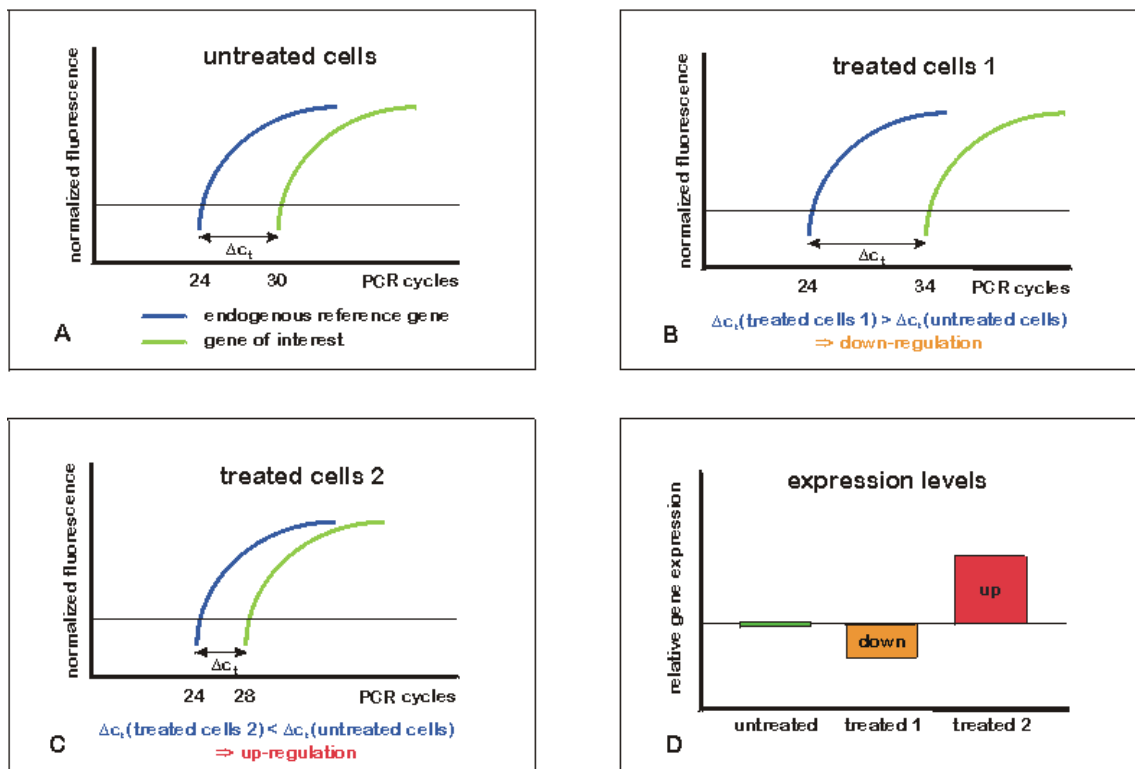 untreated cells
normalized fluorescence
Δcₜ
24 30 PCR cycles
endogenous reference gene
gene of interest
A
treated cells 1
normalized fluorescence
Δcₜ
24 34 PCR cycles
Δcₜ(treated cells 1) > Δcₜ(untreated cells)
⇒ down-regulation
B
treated cells 2
normalized fluorescence
Δcₜ
24 28 PCR cycles
Δcₜ(treated cells 2) < Δcₜ(untreated cells)
⇒ up-regulation
C
expression levels
relative gene expression
up
down
untreated treated 1 treated 2
D